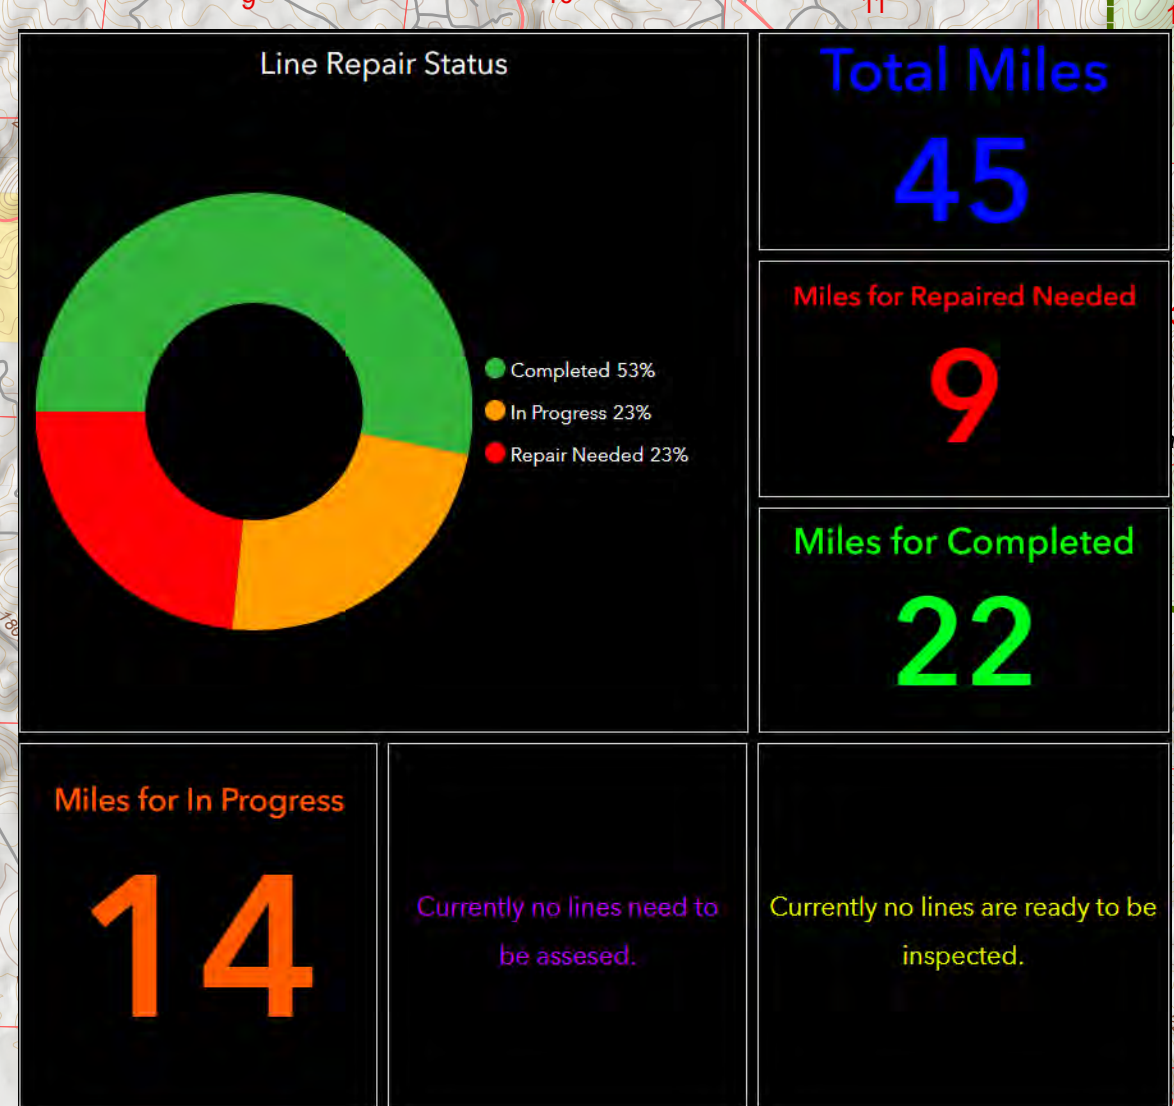 9
11
Line Repair Status
Completed 53%
In Progress 23%
Repair Needed 23%
Total Miles
45
Miles for Repaired Needed
9
Miles for Completed
22
Miles for In Progress
14
Currently no lines need to
be assesed.
Currently no lines are ready to be
inspected.